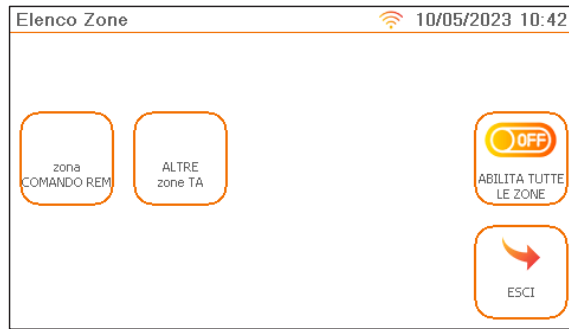 Elenco Zone
10/05/2023 10:42
zona
COMANDO REM
ALTRE
zone TA
OFF
ABILITA TUTTE
LE ZONE
ESCI